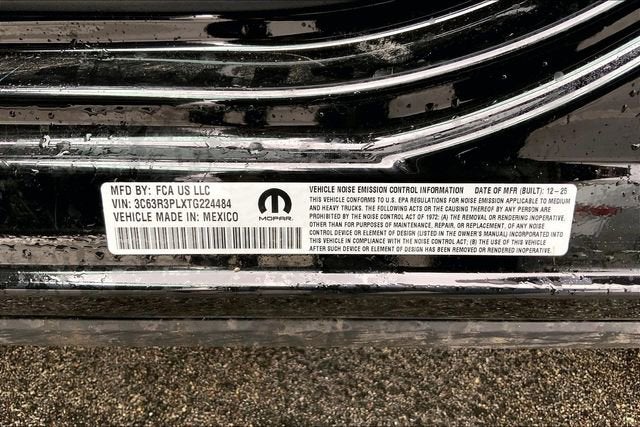 MFD BY: FCA US LLC
VIN: 3C63R3PLXTG224484
VEHICLE MADE IN: MEXICO
MOPAR
VEHICLE NOISE EMISSION CONTROL INFORMATION DATE OF MFR (BUILT): 12-25
THIS VEHICLE CONFORMS TO U.S. EPA REGULATIONS FOR NOISE EMISSION APPLICABLE TO MEDIUM
AND HEAVY TRUCKS. THE FOLLOWING ACTS OR THE CAUSING THEREOF BY ANY PERSON ARE
PROHIBITED BY THE NOISE CONTROL ACT OF 1972: (A) THE REMOVAL OR RENDERING INOPERATIVE,
OTHER THAN FOR PURPOSES OF MAINTENANCE, REPAIR, OR REPLACEMENT, OF ANY NOISE
CONTROL DEVICE OR ELEMENT OF DESIGN (LISTED IN THE OWNER'S MANUAL) INCORPORATED INTO
THIS VEHICLE IN COMPLIANCE WITH THE NOISE CONTROL ACT; (B) THE USE OF THIS VEHICLE
AFTER SUCH DEVICE OR ELEMENT OF DESIGN HAS BEEN REMOVED OR RENDERED INOPERATIVE.